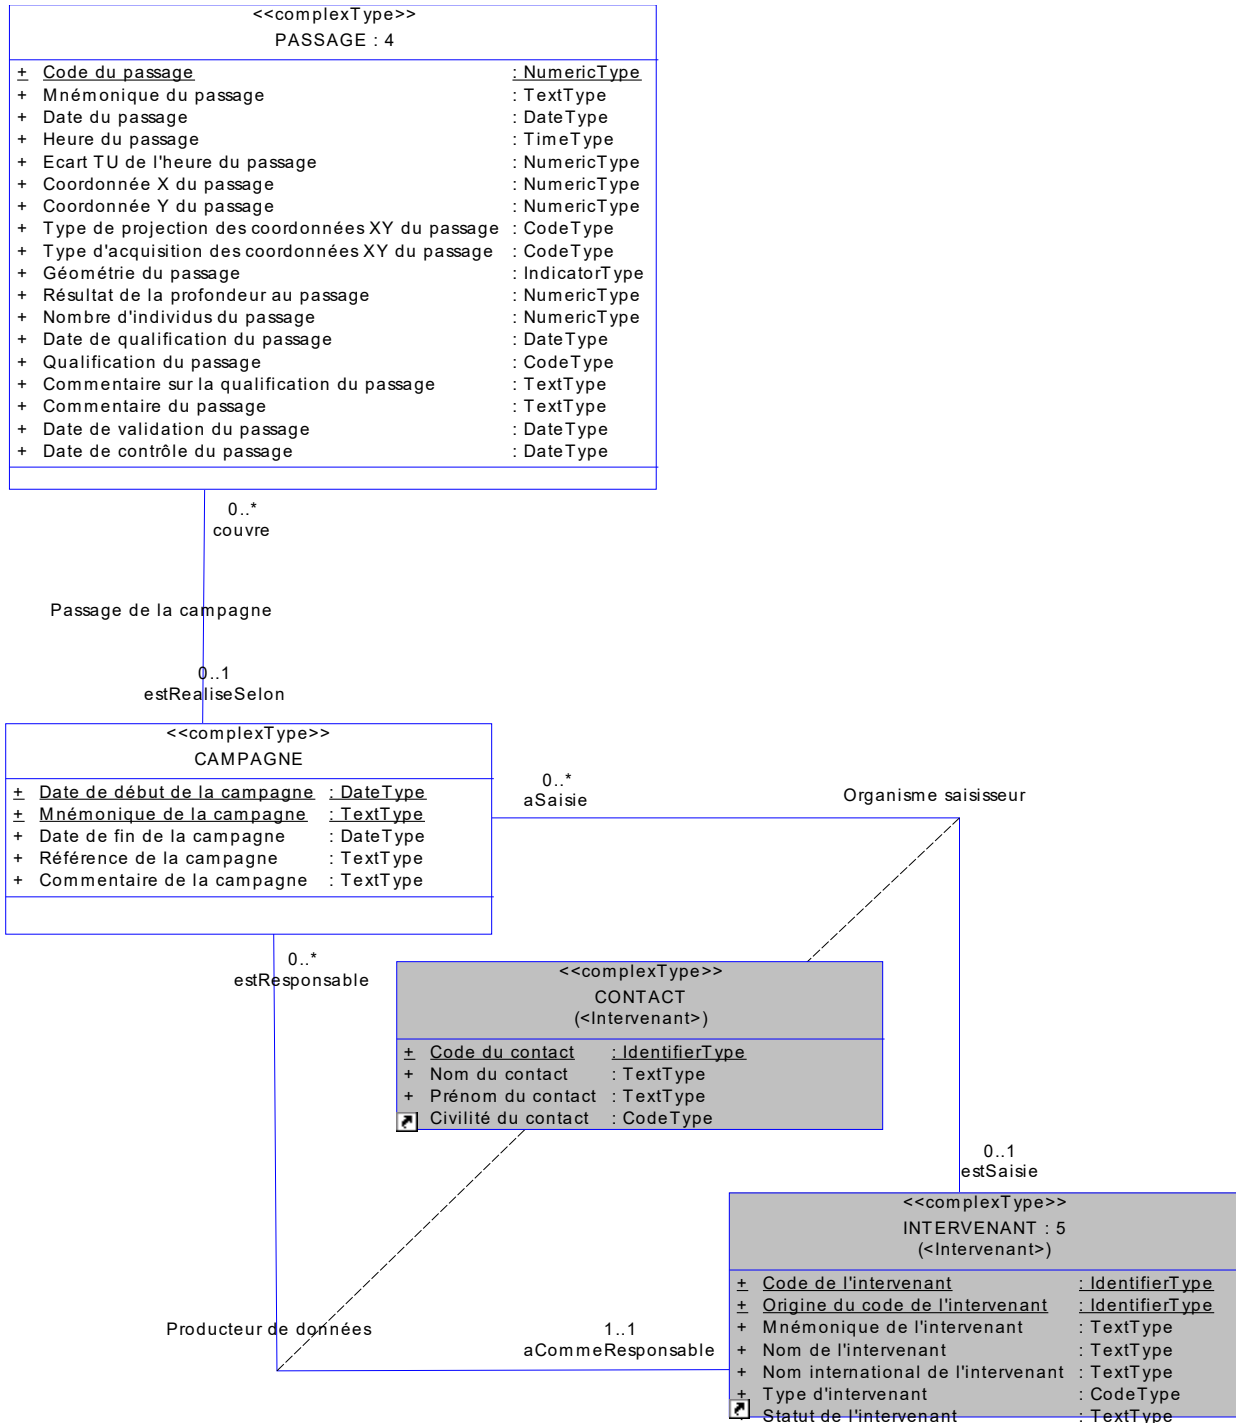 <<complexType>>
PASSAGE : 4
+ Code du passage : NumericType
+ Mnémonique du passage : TextType
+ Date du passage : DateType
+ Heure du passage : TimeType
+ Ecart TU de l'heure du passage : NumericType
+ Coordonnée X du passage : NumericType
+ Coordonnée Y du passage : NumericType
+ Type de projection des coordonnées XY du passage : CodeType
+ Type d'acquisition des coordonnées XY du passage : CodeType
+ Géométrie du passage : IndicatorType
+ Résultat de la profondeur au passage : NumericType
+ Nombre d'individus du passage : NumericType
+ Date de qualification du passage : DateType
+ Qualification du passage : CodeType
+ Commentaire sur la qualification du passage : TextType
+ Commentaire du passage : TextType
+ Date de validation du passage : DateType
+ Date de contrôle du passage : DateType
0..*
couvre
Passage de la campagne
0..1
estRealiseSelon
<<complexType>>
CAMPAGNE
+ Date de début de la campagne : DateType
+ Mnémonique de la campagne : TextType
+ Date de fin de la campagne : DateType
+ Référence de la campagne : TextType
+ Commentaire de la campagne : TextType
0..*
aSaisie
Organisme saisisseur
0..*
estResponsable
<<complexType>>
CONTACT
(<Intervenant>)
+ Code du contact : IdentifierType
+ Nom du contact : TextType
+ Prénom du contact : TextType
Civilité du contact : CodeType
0..1
estSaisie
<<complexType>>
INTERVENANT : 5
(<Intervenant>)
+ Code de l'intervenant : IdentifierType
+ Origine du code de l'intervenant : IdentifierType
+ Mnémonique de l'intervenant : TextType
+ Nom de l'intervenant : TextType
+ Nom international de l'intervenant : TextType
+ Type d'intervenant : CodeType
Statut de l'intervenant : TextType
Producteur de données
1..1
aCommeResponsable